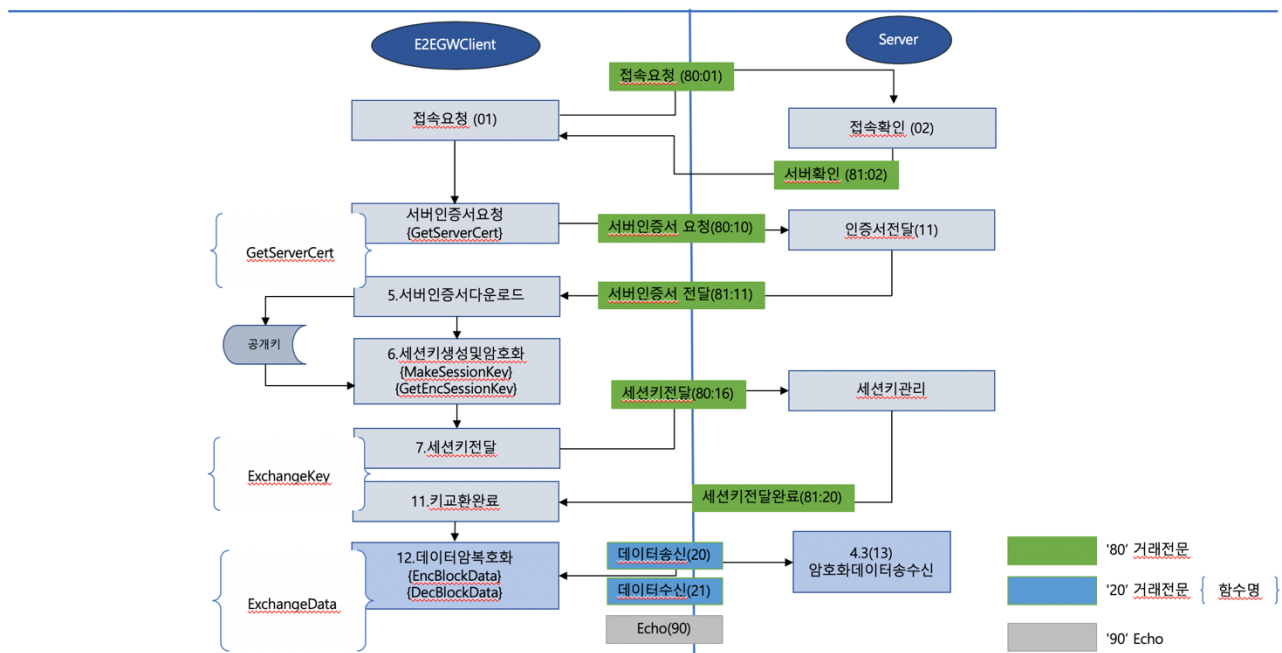 E2EGWClient
Server
접속요청 (80:01)
접속요청 (01)
접속확인 (02)
서버확인 (81:02)
서버인증서요청
{GetServerCert}
서버인증서 요청(80:10)
인증서전달(11)
GetServerCert
5.서버인증서다운로드
서버인증서 전달(81:11)
공개키
6.세션키생성및암호화
{MakeSessionKey}
{GetEncSessionKey}
세션키전달(80:16)
세션키관리
7.세션키전달
ExchangeKey
11.키교환완료
세션키전달완료(81:20)
12.데이터암복호화
{EncBlockData}
{DecBlockData}
데이터송신(20)
데이터수신(21)
4.3(13)
암호화데이터송수신
ExchangeData
Echo(90)
'80' 거래전문
'20' 거래전문
{ 함수명 }
'90' Echo